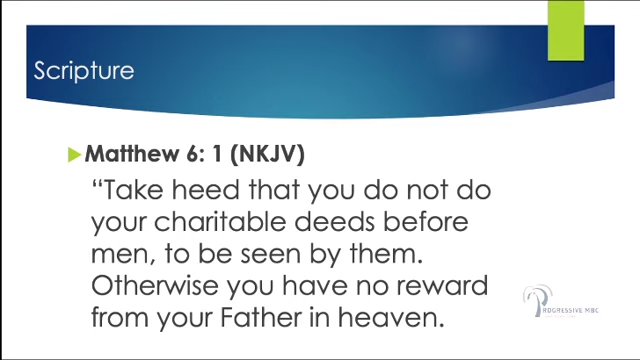 Scripture
Matthew 6: 1 (NKJV)
“Take heed that you do not do
your charitable deeds before
men, to be seen by them.
Otherwise you have no reward
from your Father in heaven.
PROGRESSIVE MBC